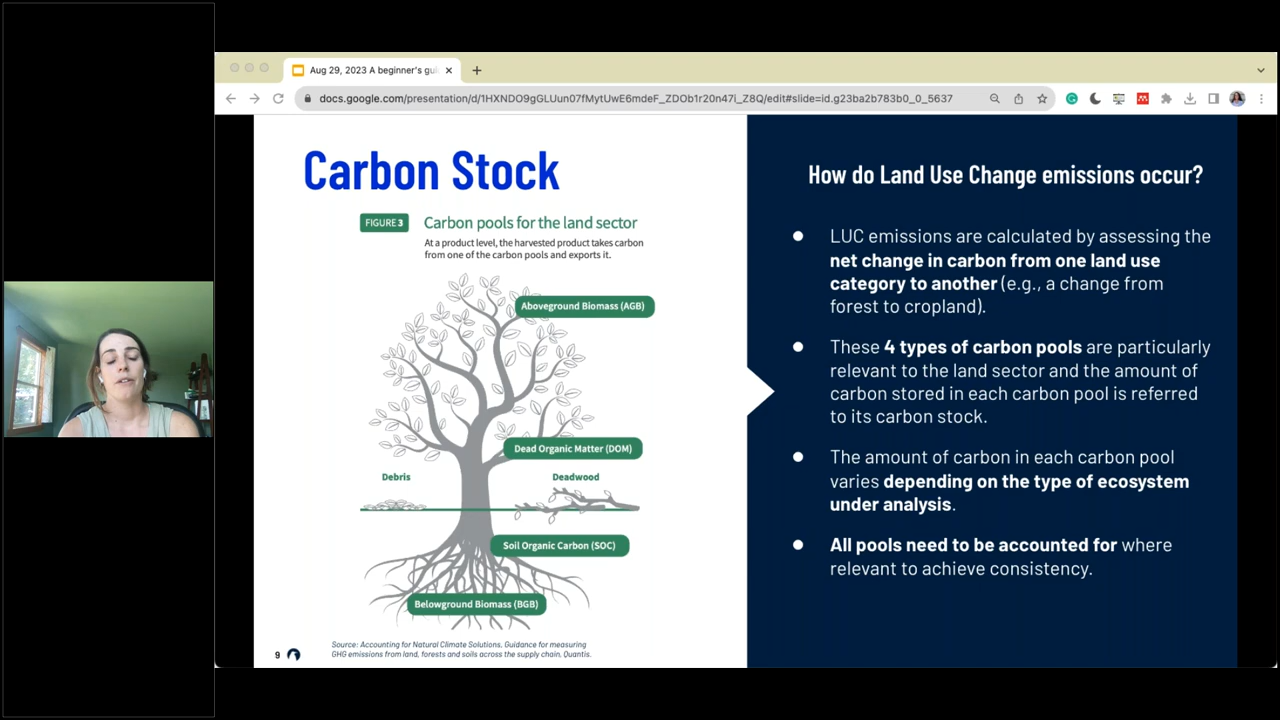 Aug 29, 2023 A beginner's gui
docs.google.com/presentation/d/1HXNDO9gGLUun07fMytUwE6mdeF_ZDOb1r20n47i_Z8Q/edit#slide=id.g23ba2b783b0_0_5637
Carbon Stock
FIGURE 3
Carbon pools for the land sector
At a product level, the harvested product takes carbon
from one of the carbon pools and exports it.
Aboveground Biomass (AGB)
Dead Organic Matter (DOM)
Debris
Deadwood
Soil Organic Carbon (SOC)
Belowground Biomass (BGB)
Source: Accounting for Natural Climate Solutions, Guidance for measuring
GHG emissions from land, forests and soils across the supply chain, Quantis.
9
How do Land Use Change emissions occur?
● LUC emissions are calculated by assessing the
net change in carbon from one land use
category to another (e.g., a change from
forest to cropland).
● These 4 types of carbon pools are particularly
relevant to the land sector and the amount of
carbon stored in each carbon pool is referred
to its carbon stock.
● The amount of carbon in each carbon pool
varies depending on the type of ecosystem
under analysis.
● All pools need to be accounted for where
relevant to achieve consistency.